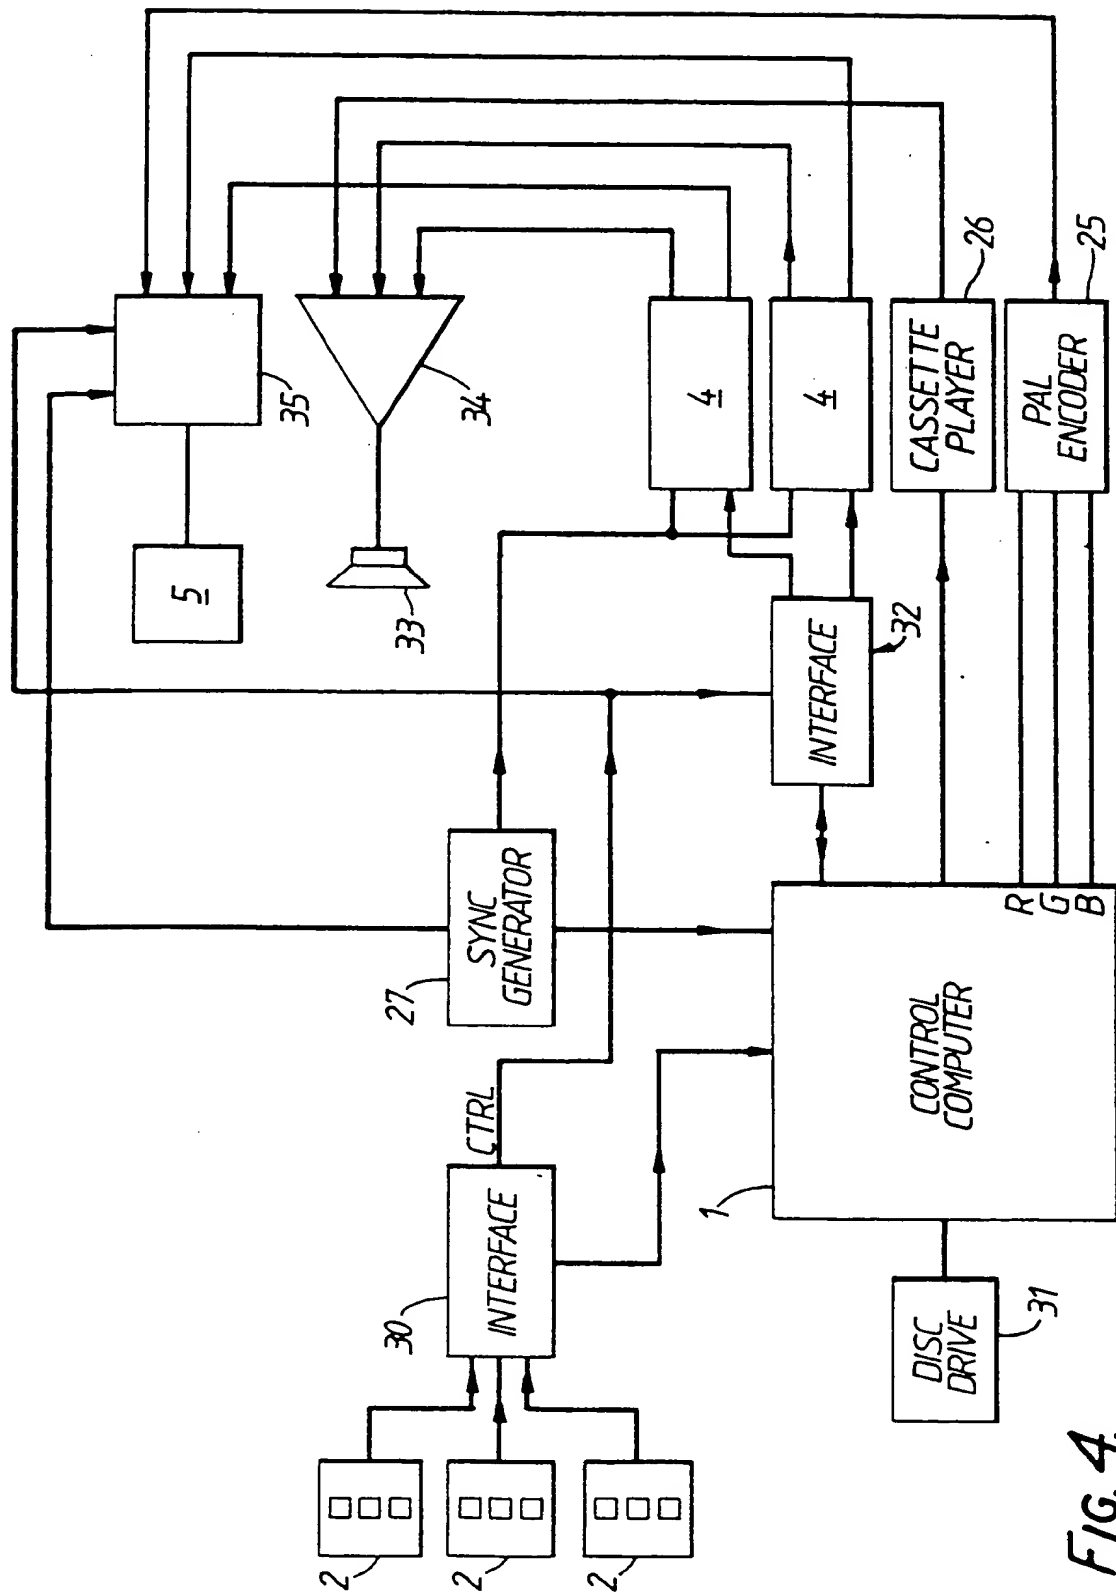 35
5
34
33
4
4
CASSETTE
PLAYER
26
PAL
ENCODER
25
INTERFACE
32
SYNC
GENERATOR
27
CTRL
INTERFACE
30
R
G
B
CONTROL
COMPUTER
1
DISC
DRIVE
31
2
2
2
FIG. 4.